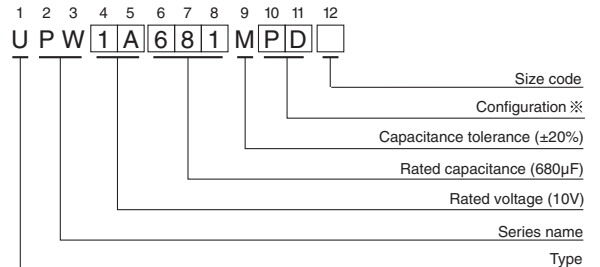 1 2 3 4 5 6 7 8 9 10 11 12
U P W 1 A 6 8 1 M P D
Size code
Configuration ※
Capacitance tolerance (±20%)
Rated capacitance (680µF)
Rated voltage (10V)
Series name
Type